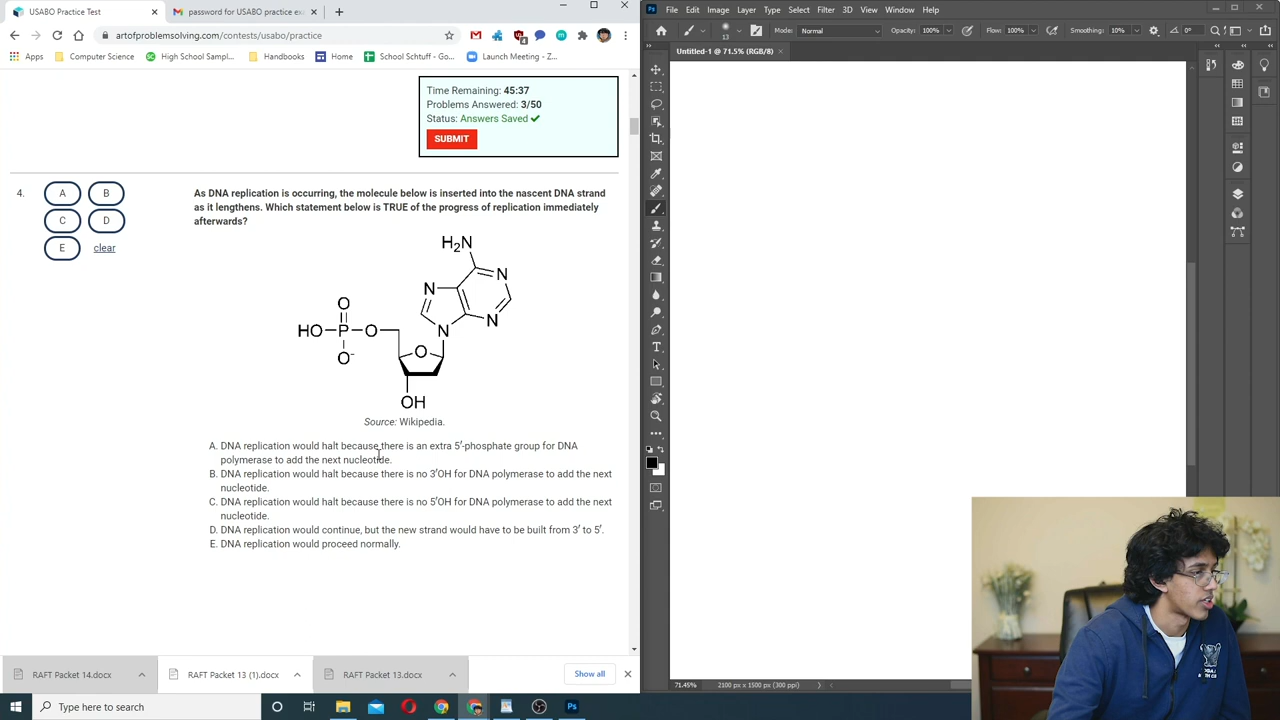 USABO Practice Test
password for USABO practice ex
artofproblemsolving.com/contests/usabo/practice
Apps
Computer Science
High School Sampl...
Handbooks
Home
School Schtuff - Go...
Launch Meeting - Z...
Time Remaining: 45:37
Problems Answered: 3/50
Status: Answers Saved
SUBMIT
4.
A
B
C
D
E
clear
As DNA replication is occurring, the molecule below is inserted into the nascent DNA strand
as it lengthens. Which statement below is TRUE of the progress of replication immediately
afterwards?
H2N
N
N
N
N
O
HO
P
O
O-
O
OH
Source: Wikipedia.
A. DNA replication would halt because there is an extra 5′-phosphate group for DNA
polymerase to add the next nucleotide.
B. DNA replication would halt because there is no 3′OH for DNA polymerase to add the next
nucleotide.
C. DNA replication would halt because there is no 5′OH for DNA polymerase to add the next
nucleotide.
D. DNA replication would continue, but the new strand would have to be built from 3′ to 5′.
E. DNA replication would proceed normally.
RAFT Packet 14.docx
RAFT Packet 13 (1).docx
RAFT Packet 13.docx
Show all
Type here to search
Ps
File Edit Image Layer Type Select Filter 3D View Window Help
13
Mode: Normal
Opacity: 100%
Flow: 100%
Smoothing: 10%
0°
Untitled-1 @ 71.5% (RGB/8)
71.45%
2100 px x 1500 px (300 ppi)
Ps